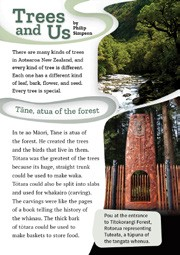 Trees
and Us
by
Philip
Simpson
There are many kinds of trees
in Aotearoa New Zealand, and
every kind of tree is different.
Each one has a different kind
of leaf, bark, flower, and seed.
Every tree is special.
Tāne, atua of the forest
In te ao Māori, Tāne is atua of
the forest. He created the trees
and the birds that live in them.
Tōtara was the greatest of the trees
because its huge, straight trunk
could be used to make waka.
Tōtara could also be split into slabs
and used for whakairo (carving).
The carvings were like the pages
of a book telling the history of
the whānau. The thick bark
of tōtara could be used to
make baskets to store food.
Pou at the entrance
to Titokorangi Forest,
Rotorua representing
Tuteata, a tupuna
of the tangata whenua.